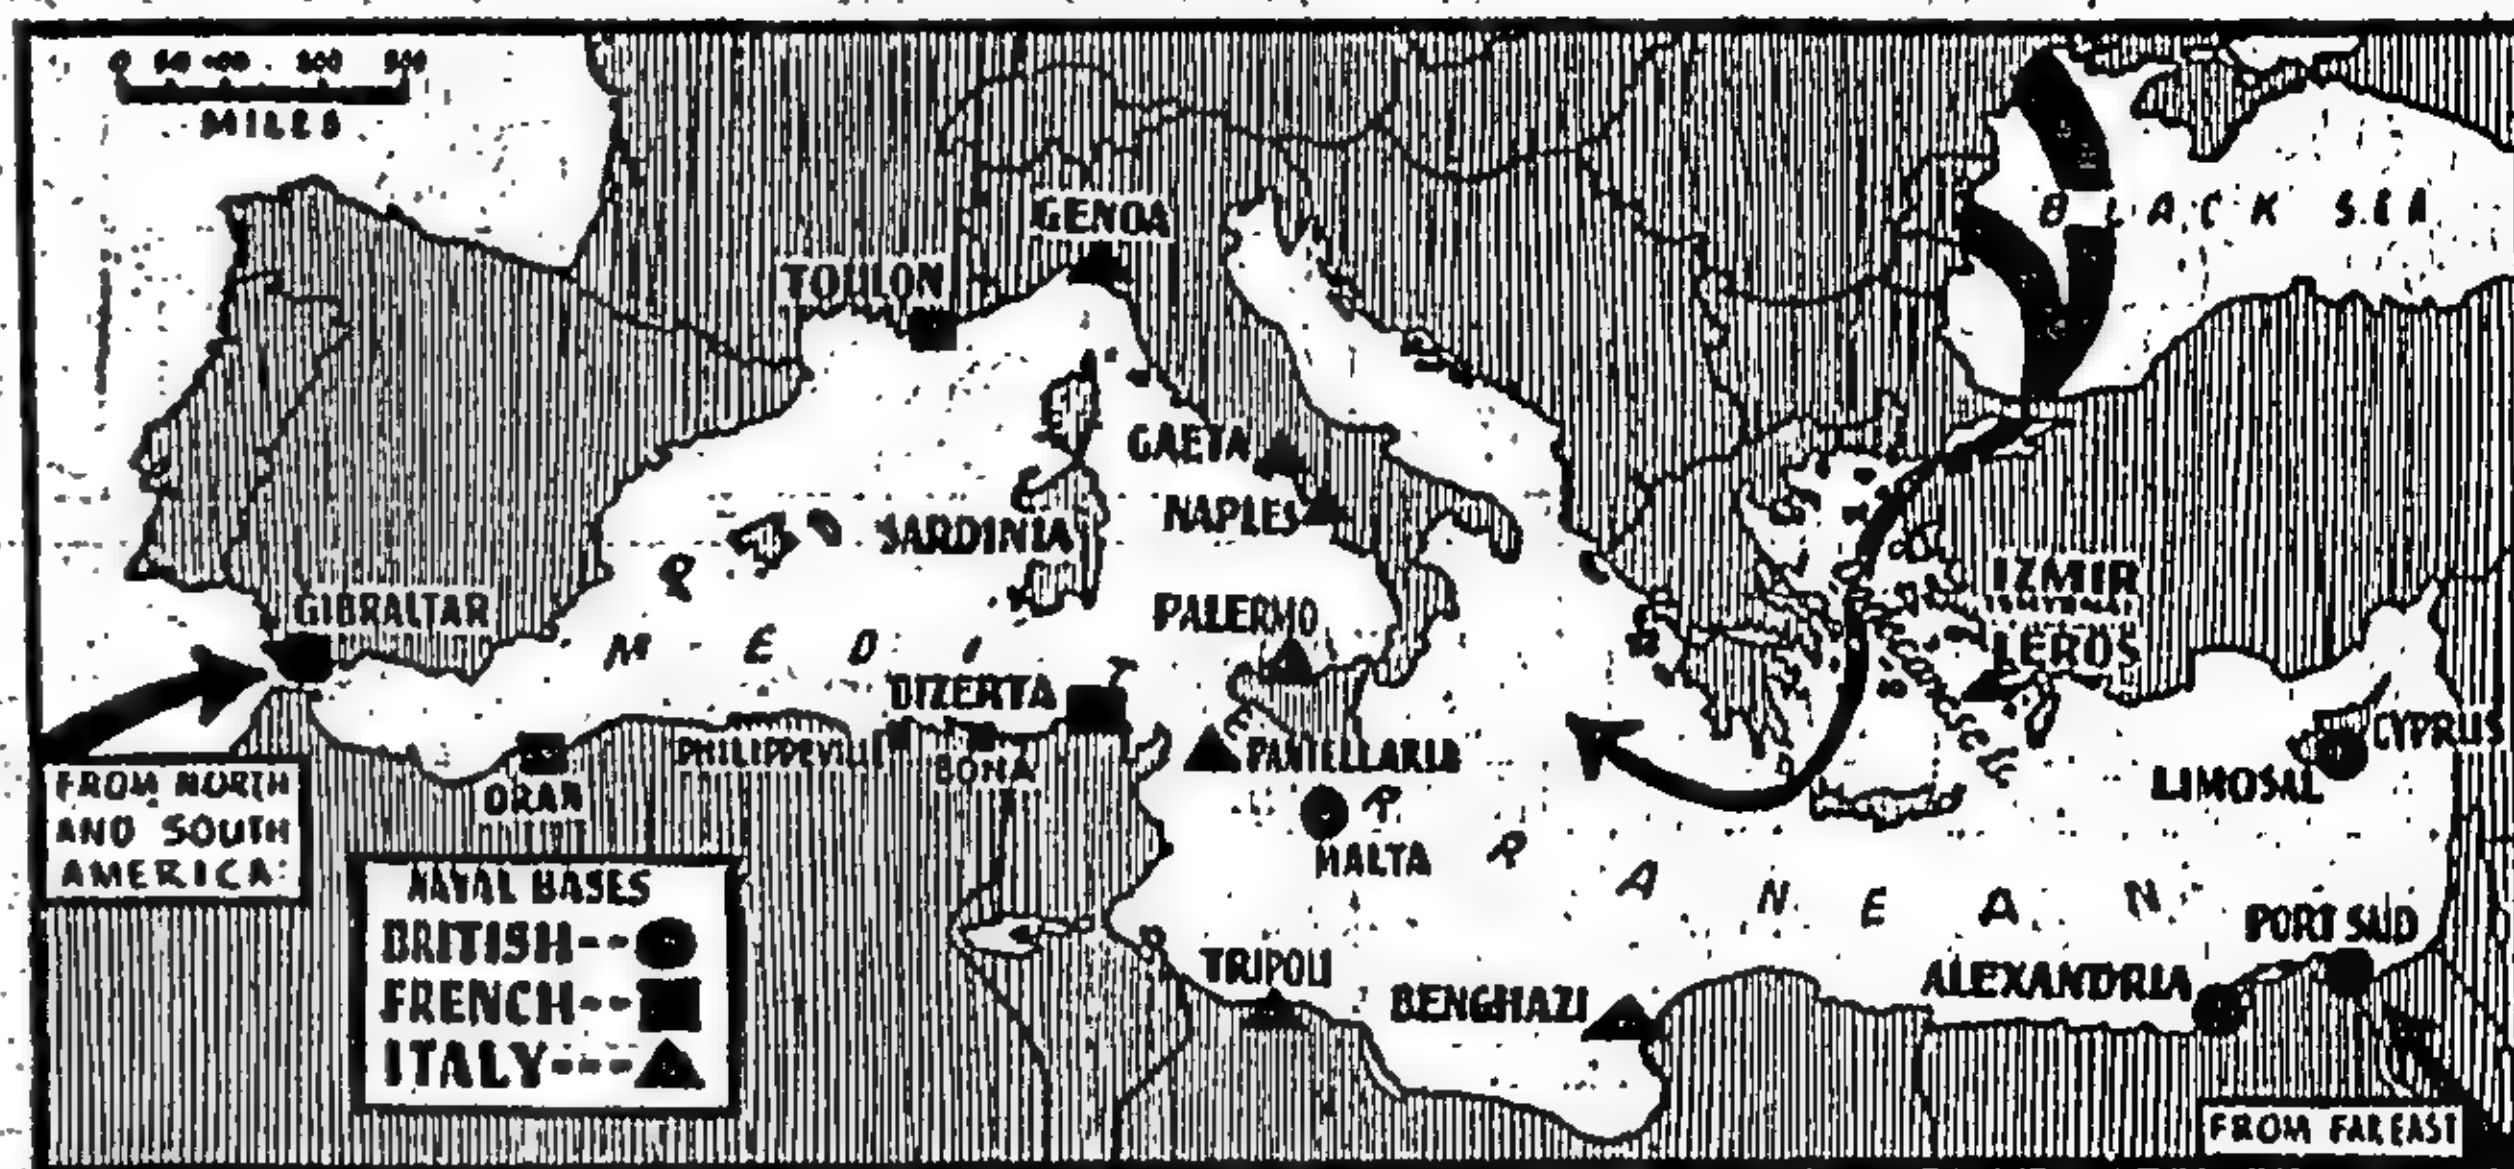 MILES
BLACK SEA
GENOA
TOULON
GAETA
SARDINIA
NAPLES
IZMIR
GIBRALTAR
PALERMO
LEROS
MEDITERRANEAN
BIZERTA
CYPRUS
PHILIPPEVILLE
BONA
PANTELLARIA
LIMOSAL
FROM NORTH
AND SOUTH
AMERICA
ORAN
MALTA
NAVAL BASES
BRITISH--
FRENCH--
ITALY---
PORT SAID
TRIPOLI
ALEXANDRIA
BENGHAZI
FROM FAR EAST